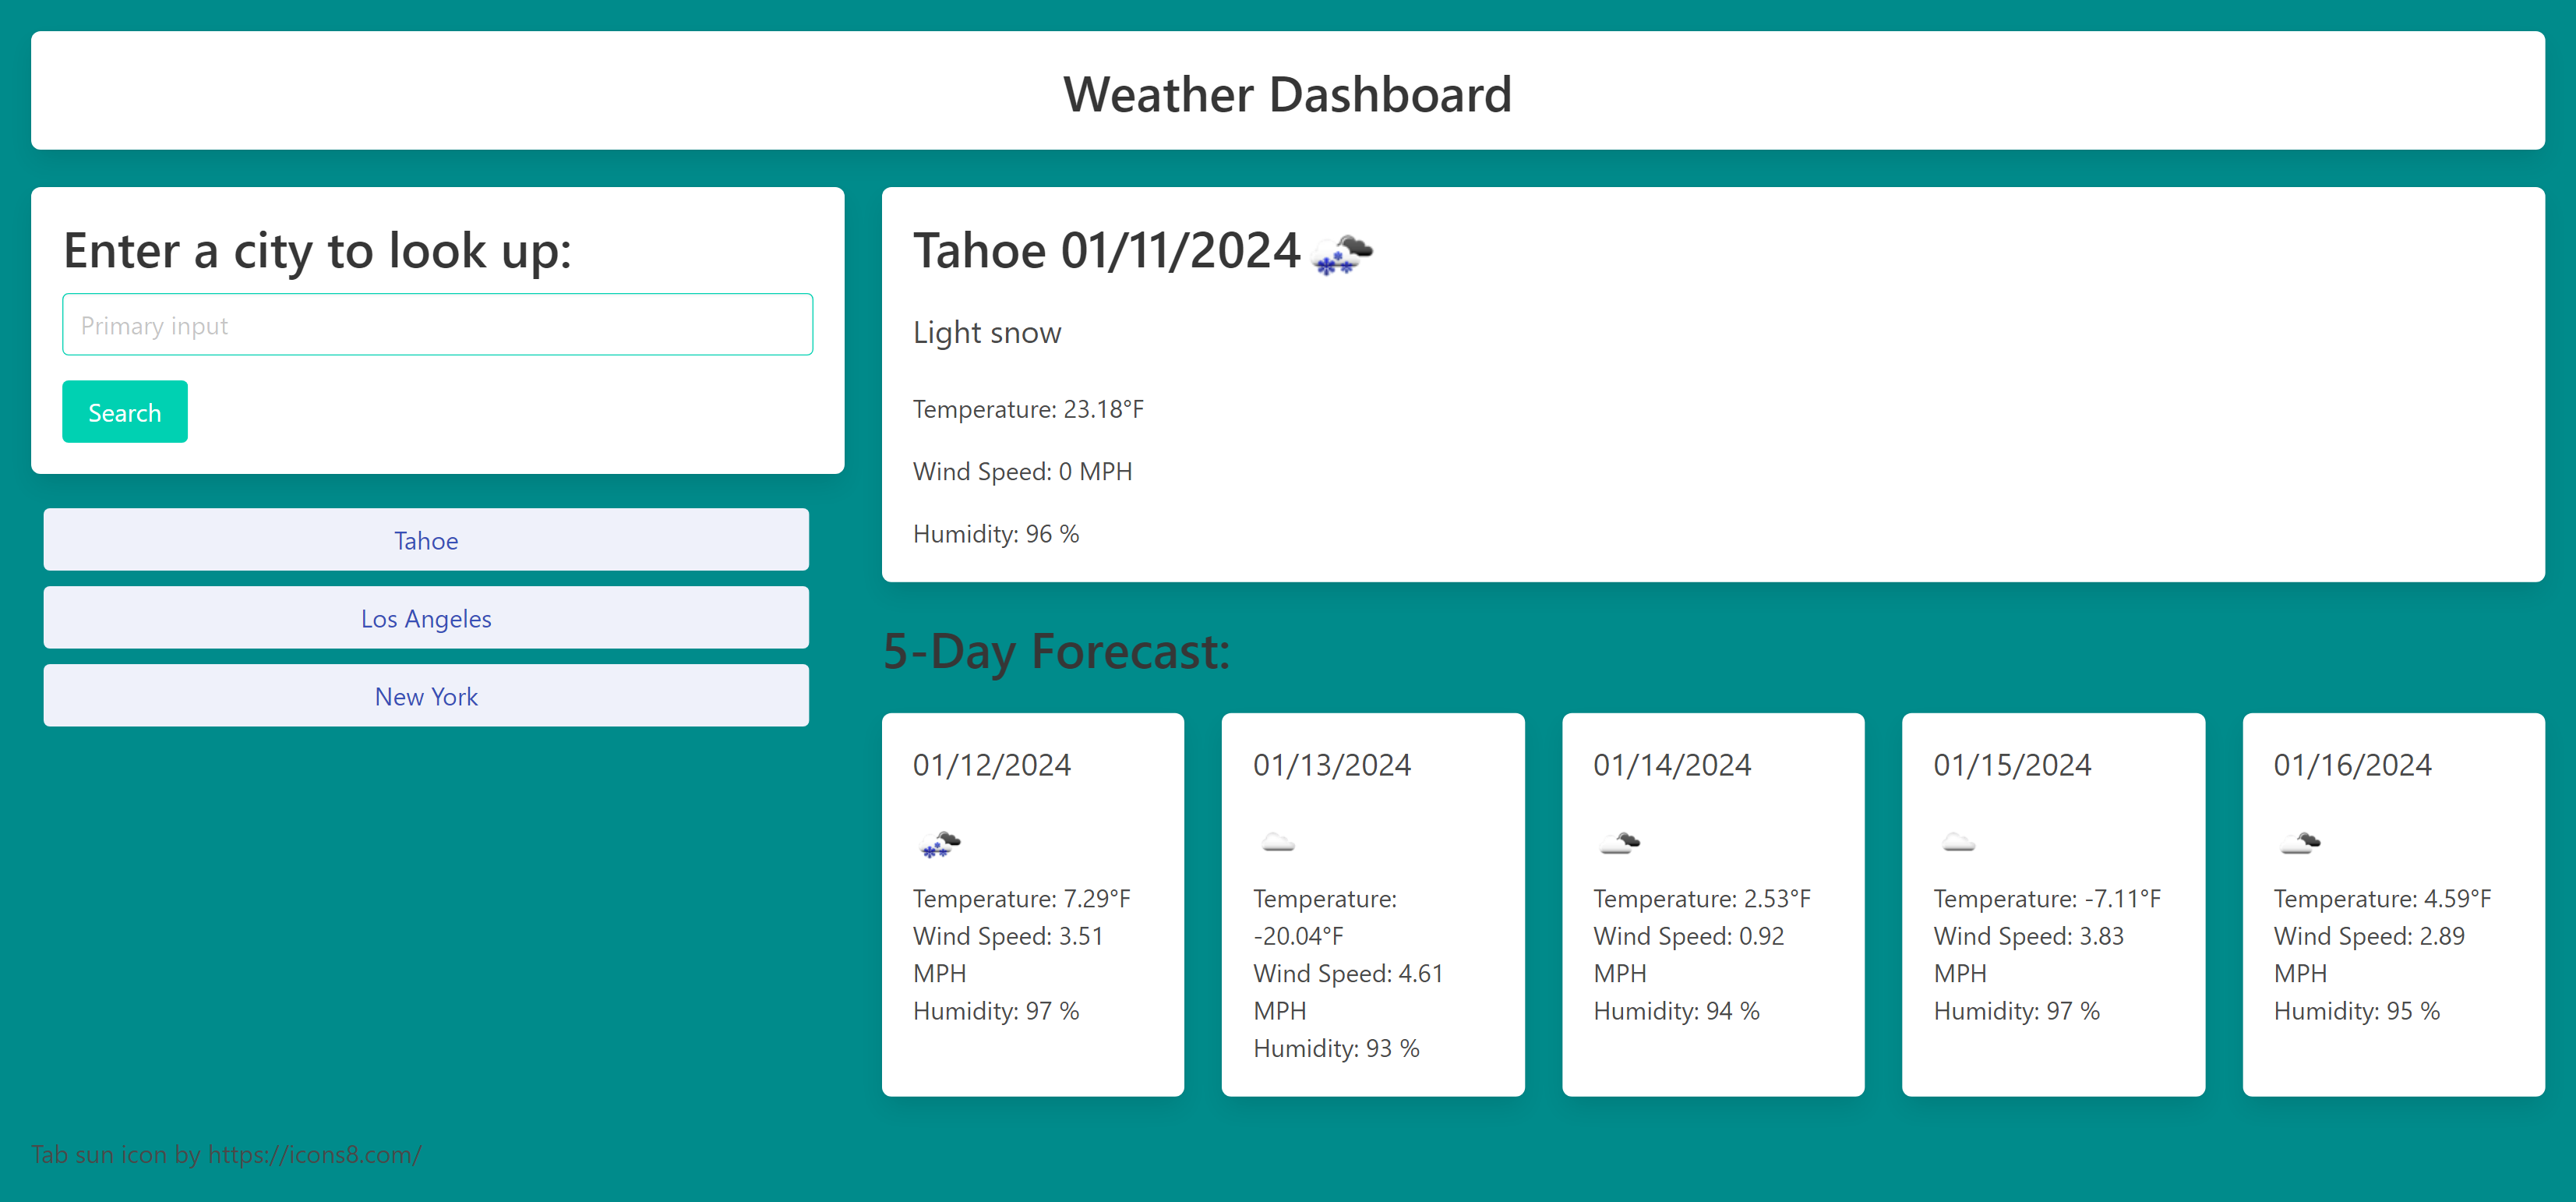 Weather Dashboard
Enter a city to look up:
Primary input
Search
Tahoe
Los Angeles
New York
Tahoe 01/11/2024
Light snow
Temperature: 23.18°F
Wind Speed: 0 MPH
Humidity: 96 %
5-Day Forecast:
01/12/2024
Temperature: 7.29°F
Wind Speed: 3.51
MPH
Humidity: 97 %
01/13/2024
Temperature:
-20.04°F
Wind Speed: 4.61
MPH
Humidity: 93 %
01/14/2024
Temperature: 2.53°F
Wind Speed: 0.92
MPH
Humidity: 94 %
01/15/2024
Temperature: -7.11°F
Wind Speed: 3.83
MPH
Humidity: 97 %
01/16/2024
Temperature: 4.59°F
Wind Speed: 2.89
MPH
Humidity: 95 %
Tab sun icon by https://icons8.com/